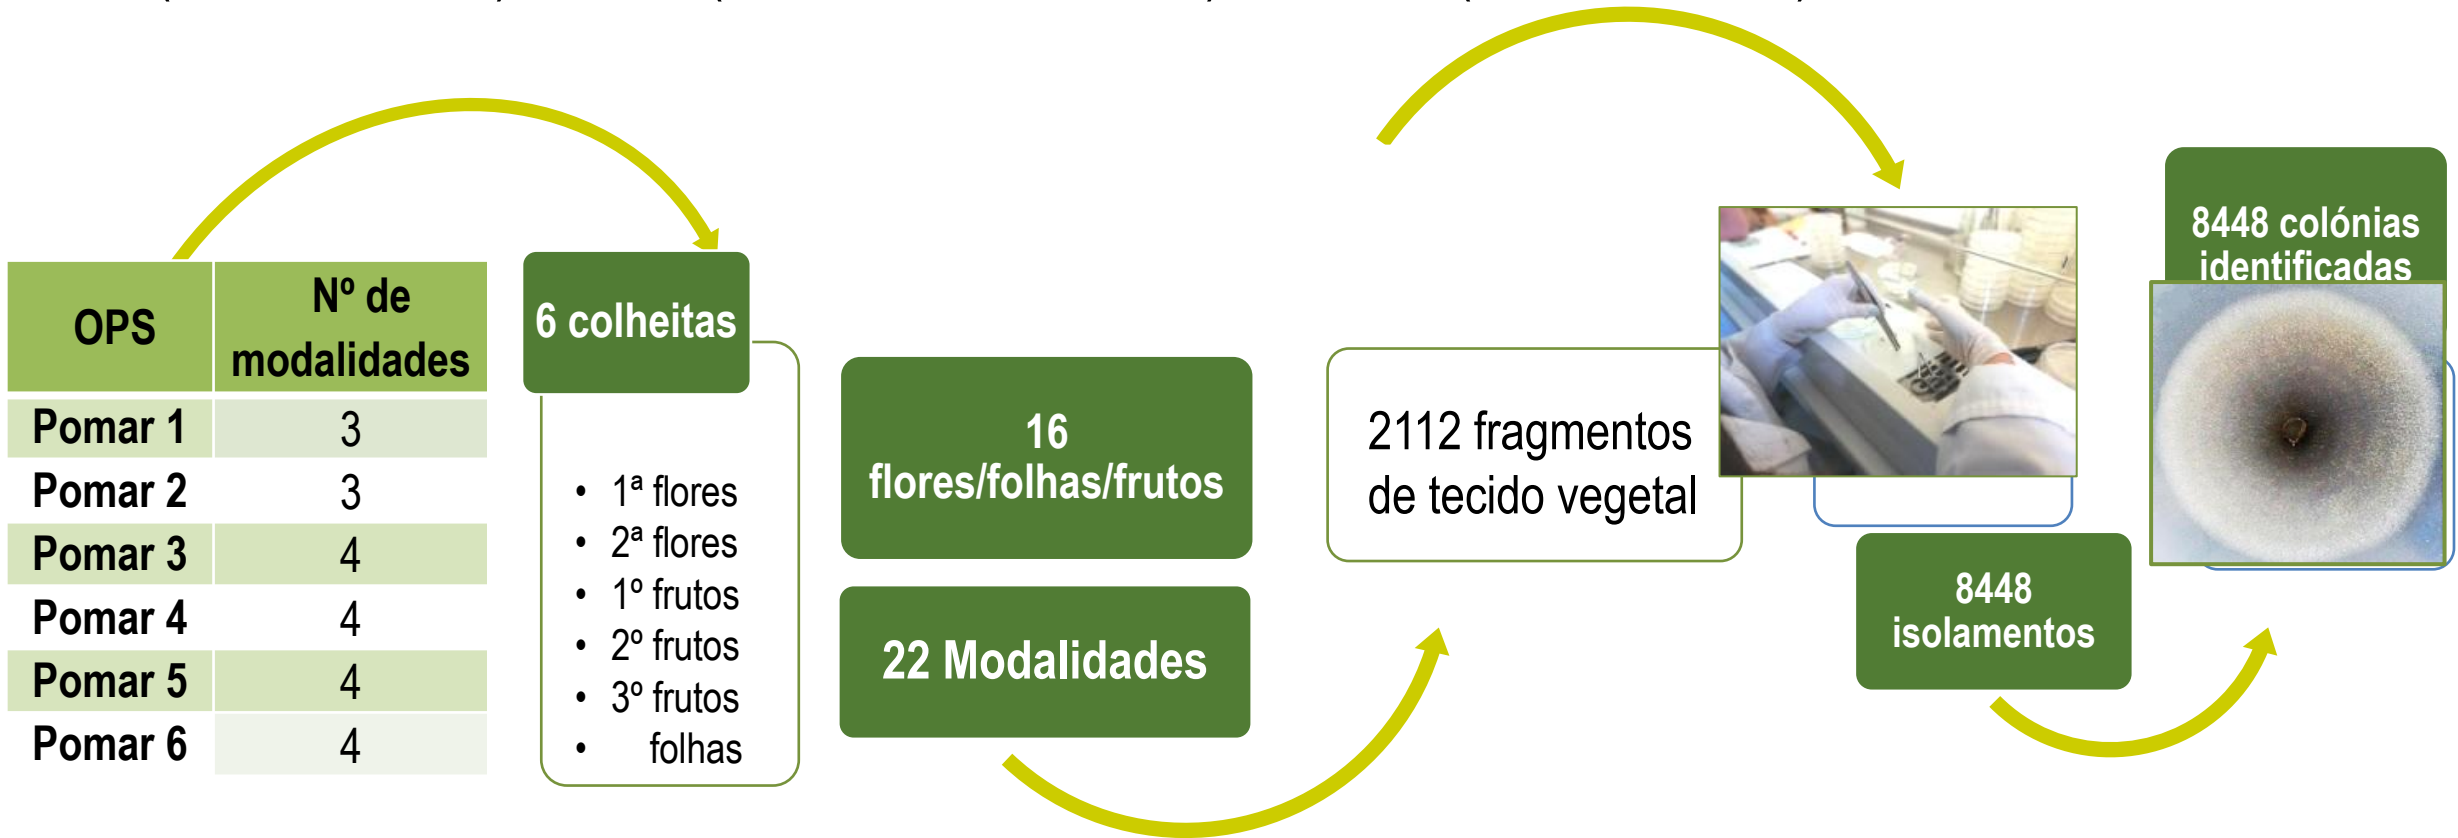 OPS
Nº de
modalidades
Pomar 1 3
Pomar 2 3
Pomar 3 4
Pomar 4 4
Pomar 5 4
Pomar 6 4
6 colheitas
• 1ª flores
• 2ª flores
• 1º frutos
• 2º frutos
• 3º frutos
• folhas
16
flores/folhas/frutos
22 Modalidades
2112 fragmentos
de tecido vegetal
8448
isolamentos
8448 colónias
identificadas